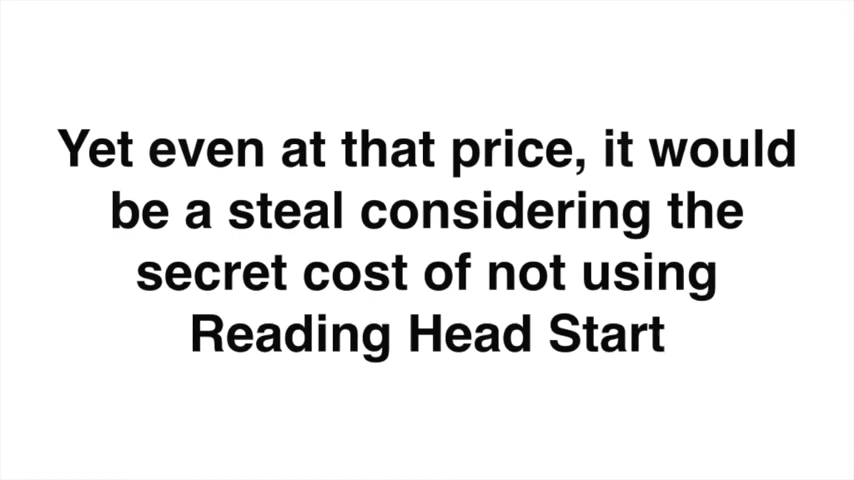 Yet even at that price, it would
be a steal considering the
secret cost of not using
Reading Head Start